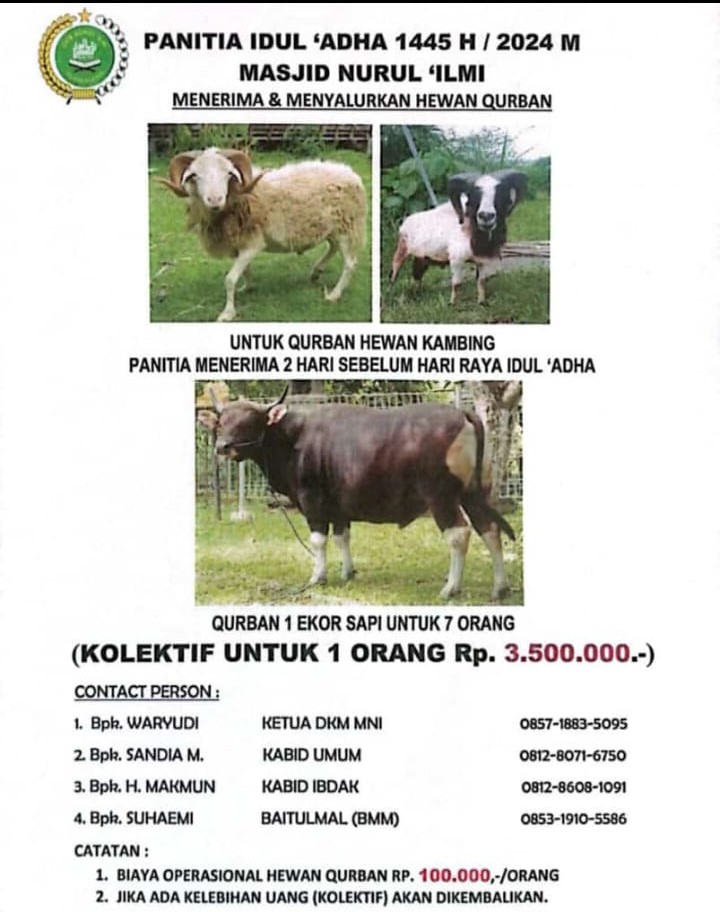 PANITIA IDUL ‘ADHA 1445 H / 2024 M
MASJID NURUL ‘ILMI
MENERIMA & MENYALURKAN HEWAN QURBAN
UNTUK QURBAN HEWAN KAMBING
PANITIA MENERIMA 2 HARI SEBELUM HARI RAYA IDUL ‘ADHA
QURBAN 1 EKOR SAPI UNTUK 7 ORANG
(KOLEKTIF UNTUK 1 ORANG Rp. 3.500.000.-)
CONTACT PERSON :
1. Bpk. WARYUDI KETUA DKM MNI 0857-1883-5095
2. Bpk. SANDIA M. KABID UMUM 0812-8071-6750
3. Bpk. H. MAKMUN KABID IBDAK 0812-8608-1091
4. Bpk. SUHAEMI BAITULMAL (BMM) 0853-1910-5586
CATATAN :
1. BIAYA OPERASIONAL HEWAN QURBAN RP. 100.000,-/ORANG
2. JIKA ADA KELEBIHAN UANG (KOLEKTIF) AKAN DIKEMBALIKAN.